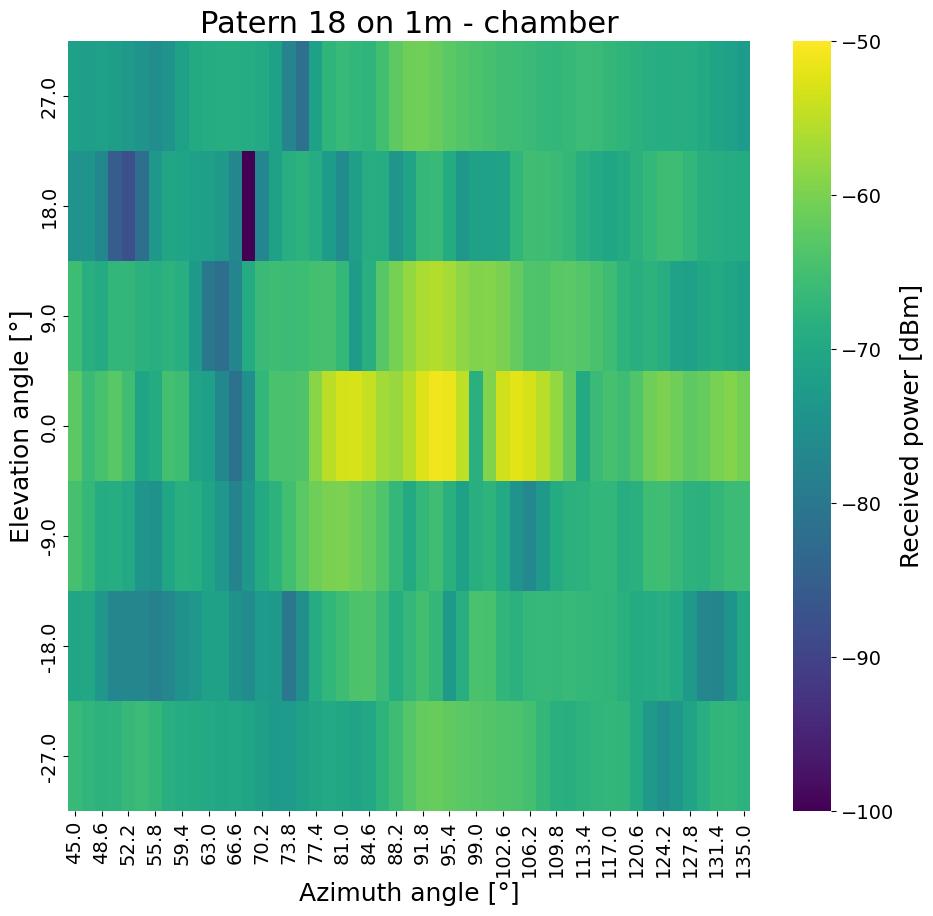 Patern 18 on 1m - chamber
Elevation angle [°]
27.0
18.0
9.0
0.0
-9.0
-18.0
-27.0
45.0 48.6 52.2 55.8 59.4 63.0 66.6 70.2 73.8 77.4 81.0 84.6 88.2 91.8 95.4 99.0 102.6 106.2 109.8 113.4 117.0 120.6 124.2 127.8 131.4 135.0
Azimuth angle [°]
−50
−60
−70
−80
−90
−100
Received power [dBm]